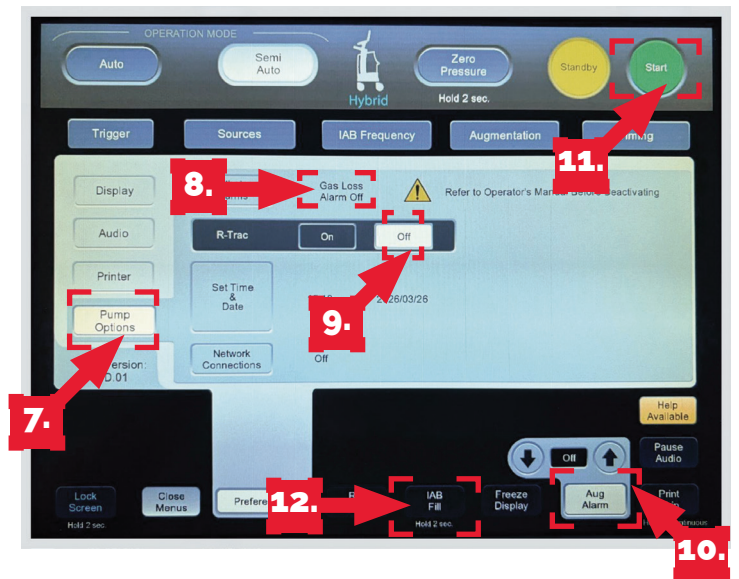 OPERATION MODE
Auto
Semi
Auto
Hybrid
Zero
Pressure
Hold 2 sec.
Standby
Start
11.
Trigger
Sources
IAB Frequency
Augmentation
8.
Gas Loss
Alarm Off
Refer to Operator's Manual Before Deactivating
Display
Audio
R-Trac
On
Off
Printer
Set Time
&
Date
9.
2026/03/26
Pump
Options
7.
Network
Connections
Off
D.01
Help
Available
Off
Pause
Audio
Lock
Screen
Hold 2 sec.
Close
Menus
12.
IAB
Fill
Hold 2 sec.
Freeze
Display
Aug
Alarm
Print
10.